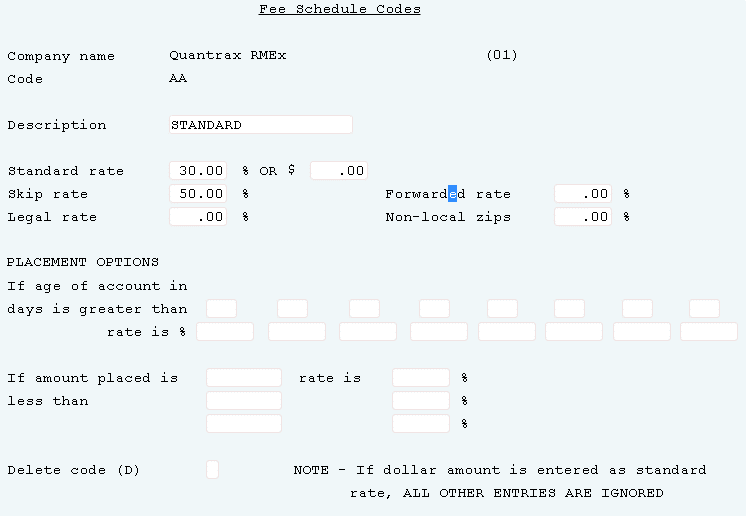 Fee Schedule Codes
Company name Quantrax RMEx (01)
Code AA
Description STANDARD
Standard rate 30.00 % OR $ .00
Skip rate 50.00 % Forwarded rate .00 %
Legal rate .00 % Non-local zips .00 %
PLACEMENT OPTIONS
If age of account in
days is greater than
rate is %
If amount placed is rate is %
less than %
%
Delete code (D) NOTE - If dollar amount is entered as standard
rate, ALL OTHER ENTRIES ARE IGNORED